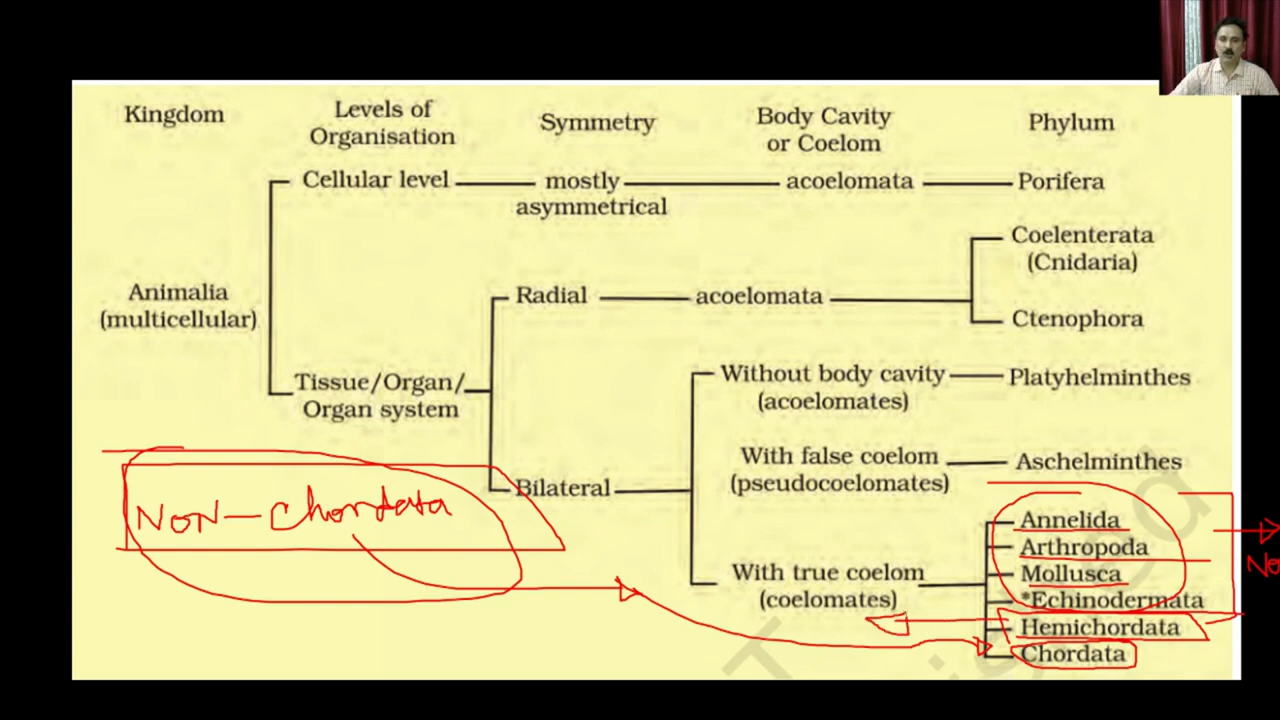 Kingdom
Levels of
Organisation
Symmetry
Body Cavity
or Coelom
Phylum
Cellular level
mostly
asymmetrical
acoelomata
Porifera
Coelenterata
(Cnidaria)
Animalia
(multicellular)
Radial
acoelomata
Ctenophora
Tissue/Organ/
Organ system
Without body cavity
(acoelomates)
Platyhelminthes
With false coelom
(pseudocoelomates)
Aschelminthes
Bilateral
NON-Chordata
Annelida
Arthropoda
Mollusca
*Echinodermata
Hemichordata
Chordata
With true coelom
(coelomates)
No